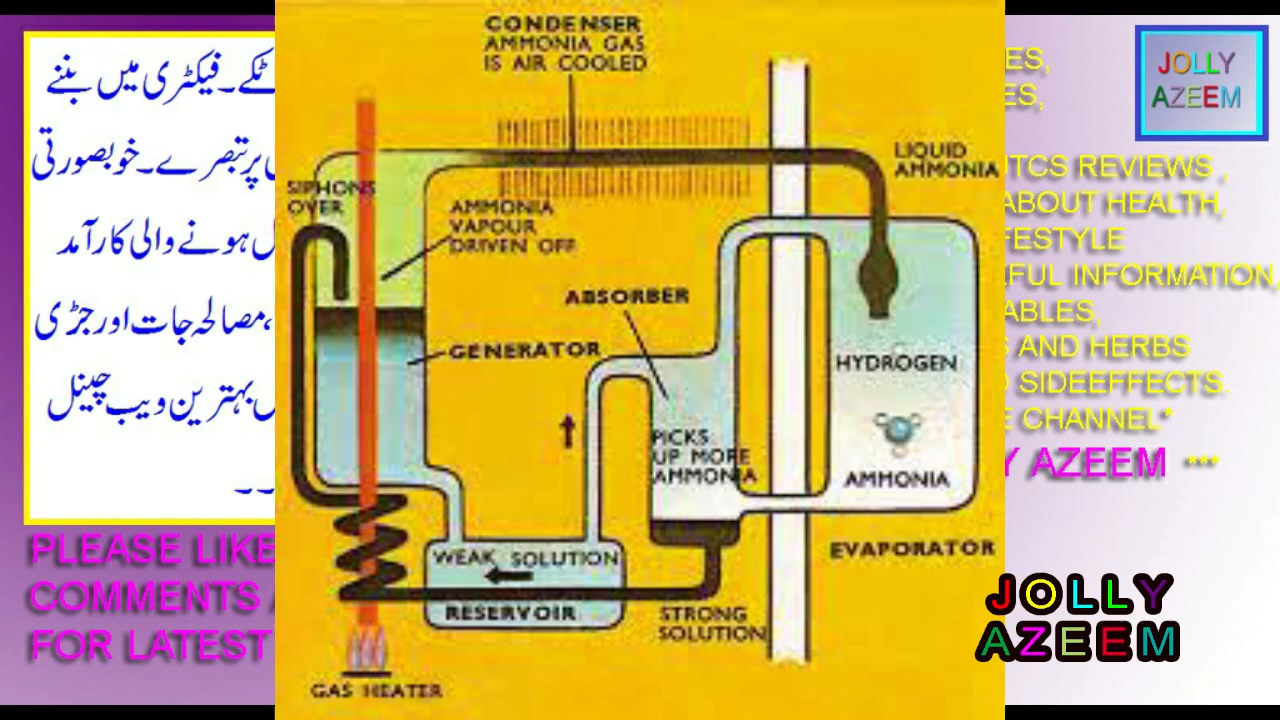 ٹکے۔ فیکٹری میں بننے
پر تبصرے۔ خوبصورتی
ہونے والی کارآمد
،مصالہ جات اور جڑی
بہترین ویب چینل
۔۔
PLEASE LIKE
COMMENTS
FOR LATEST
CONDENSER
AMMONIA GAS
IS AIR COOLED
SIPHONS
OVER
AMMONIA
VAPOUR
DRIVEN OFF
LIQUID
AMMONIA
ABSORBER
GENERATOR
HYDROGEN
PICKS
UP MORE
AMMONIA
AMMONIA
WEAK SOLUTION
RESERVOIR
EVAPORATOR
STRONG
SOLUTION
GAS HEATER
ES,
ES,
JOLLY
AZEEM
TCS REVIEWS ,
ABOUT HEALTH,
FESTYLE
FUL INFORMATION,
ABLES,
S AND HERBS
SIDEEFFECTS.
E CHANNEL"
Y AZEEM ···
JOLLY
AZEEM